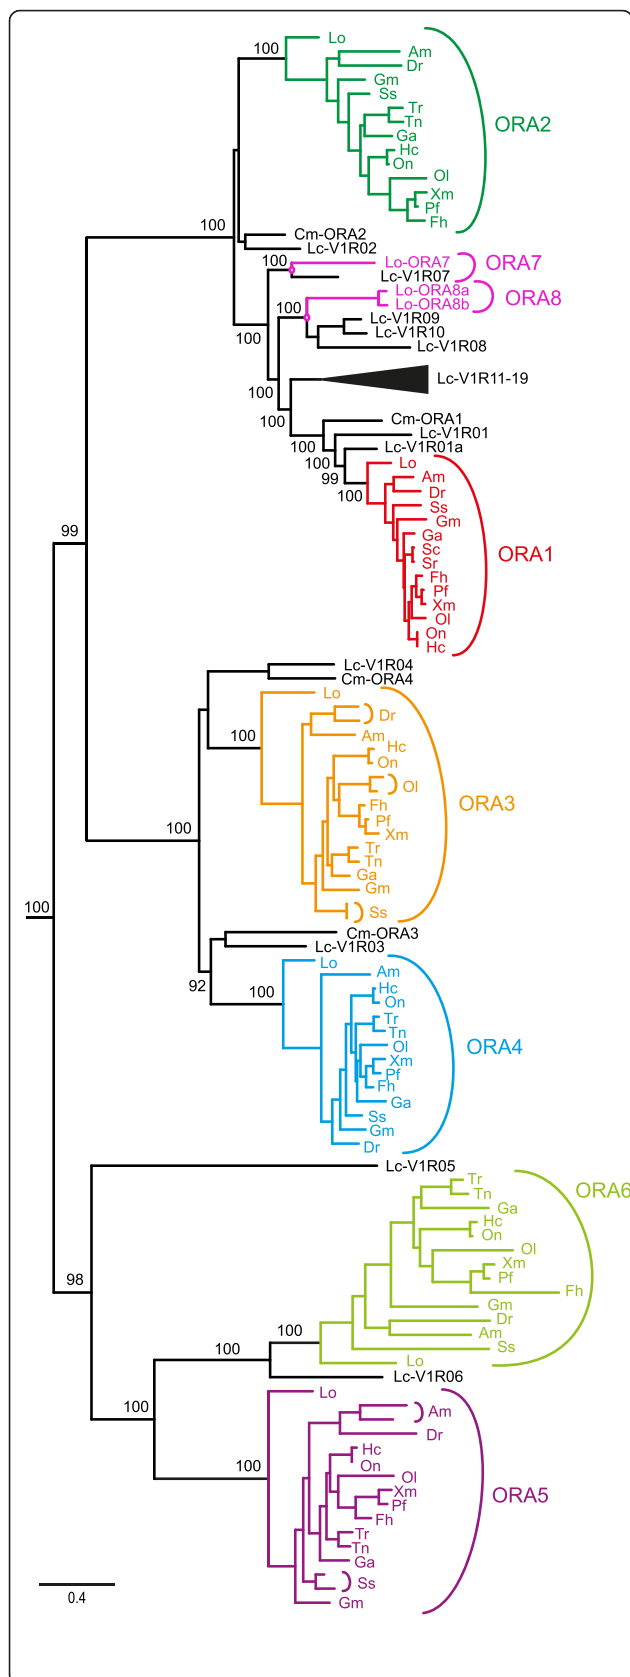 100
Lo
Am
Dr
Gm
Ss
Tr
Tn
Ga
Hc
On
Ol
Xm
Pf
Fh
ORA2
100
Cm-ORA2
Lc-V1R02
100
Lo-ORA7
ORA7
Lc-V1R07
Lo-ORA8a
ORA8
100
Lo-ORA8b
Lc-V1R09
100
Lc-V1R10
Lc-V1R08
Lc-V1R11-19
100
Cm-ORA1
100
Lc-V1R01
100
Lc-V1R01a
100
Lo
99
Am
100
Dr
Ss
Gm
99
Ga
Sc
ORA1
Sr
Fh
Pf
Xm
Ol
On
Hc
Lc-V1R04
Cm-ORA4
Lo
Dr
100
Am
Hc
On
Ol
ORA3
Fh
Pf
100
Xm
Tr
Tn
Ga
Gm
100
Ss
Cm-ORA3
Lc-V1R03
Lo
92
100
Am
Hc
On
Tr
Tn
Ol
ORA4
Xm
Pf
Fh
Ga
Ss
Gm
Dr
Lc-V1R05
Tr
ORA6
Tn
Ga
Hc
On
Ol
Xm
98
Pf
Fh
Gm
Dr
Am
100
Ss
100
Lo
Lc-V1R06
Lo
100
Am
Dr
Hc
100
On
Ol
Xm
ORA5
Pf
Fh
Tr
Tn
Ga
Ss
0.4
Gm